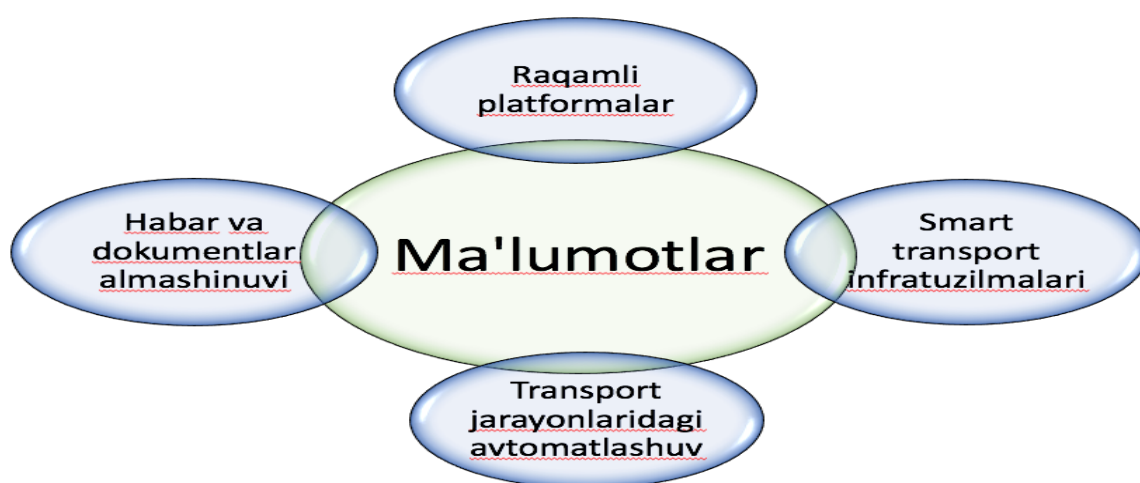 Raqamli
platformalar
Habar va
dokumentlar
almashinuvi
Ma'lumotlar
Smart
transport
infratuzilmalari
Transport
jarayonlaridagi
avtomatlashuv